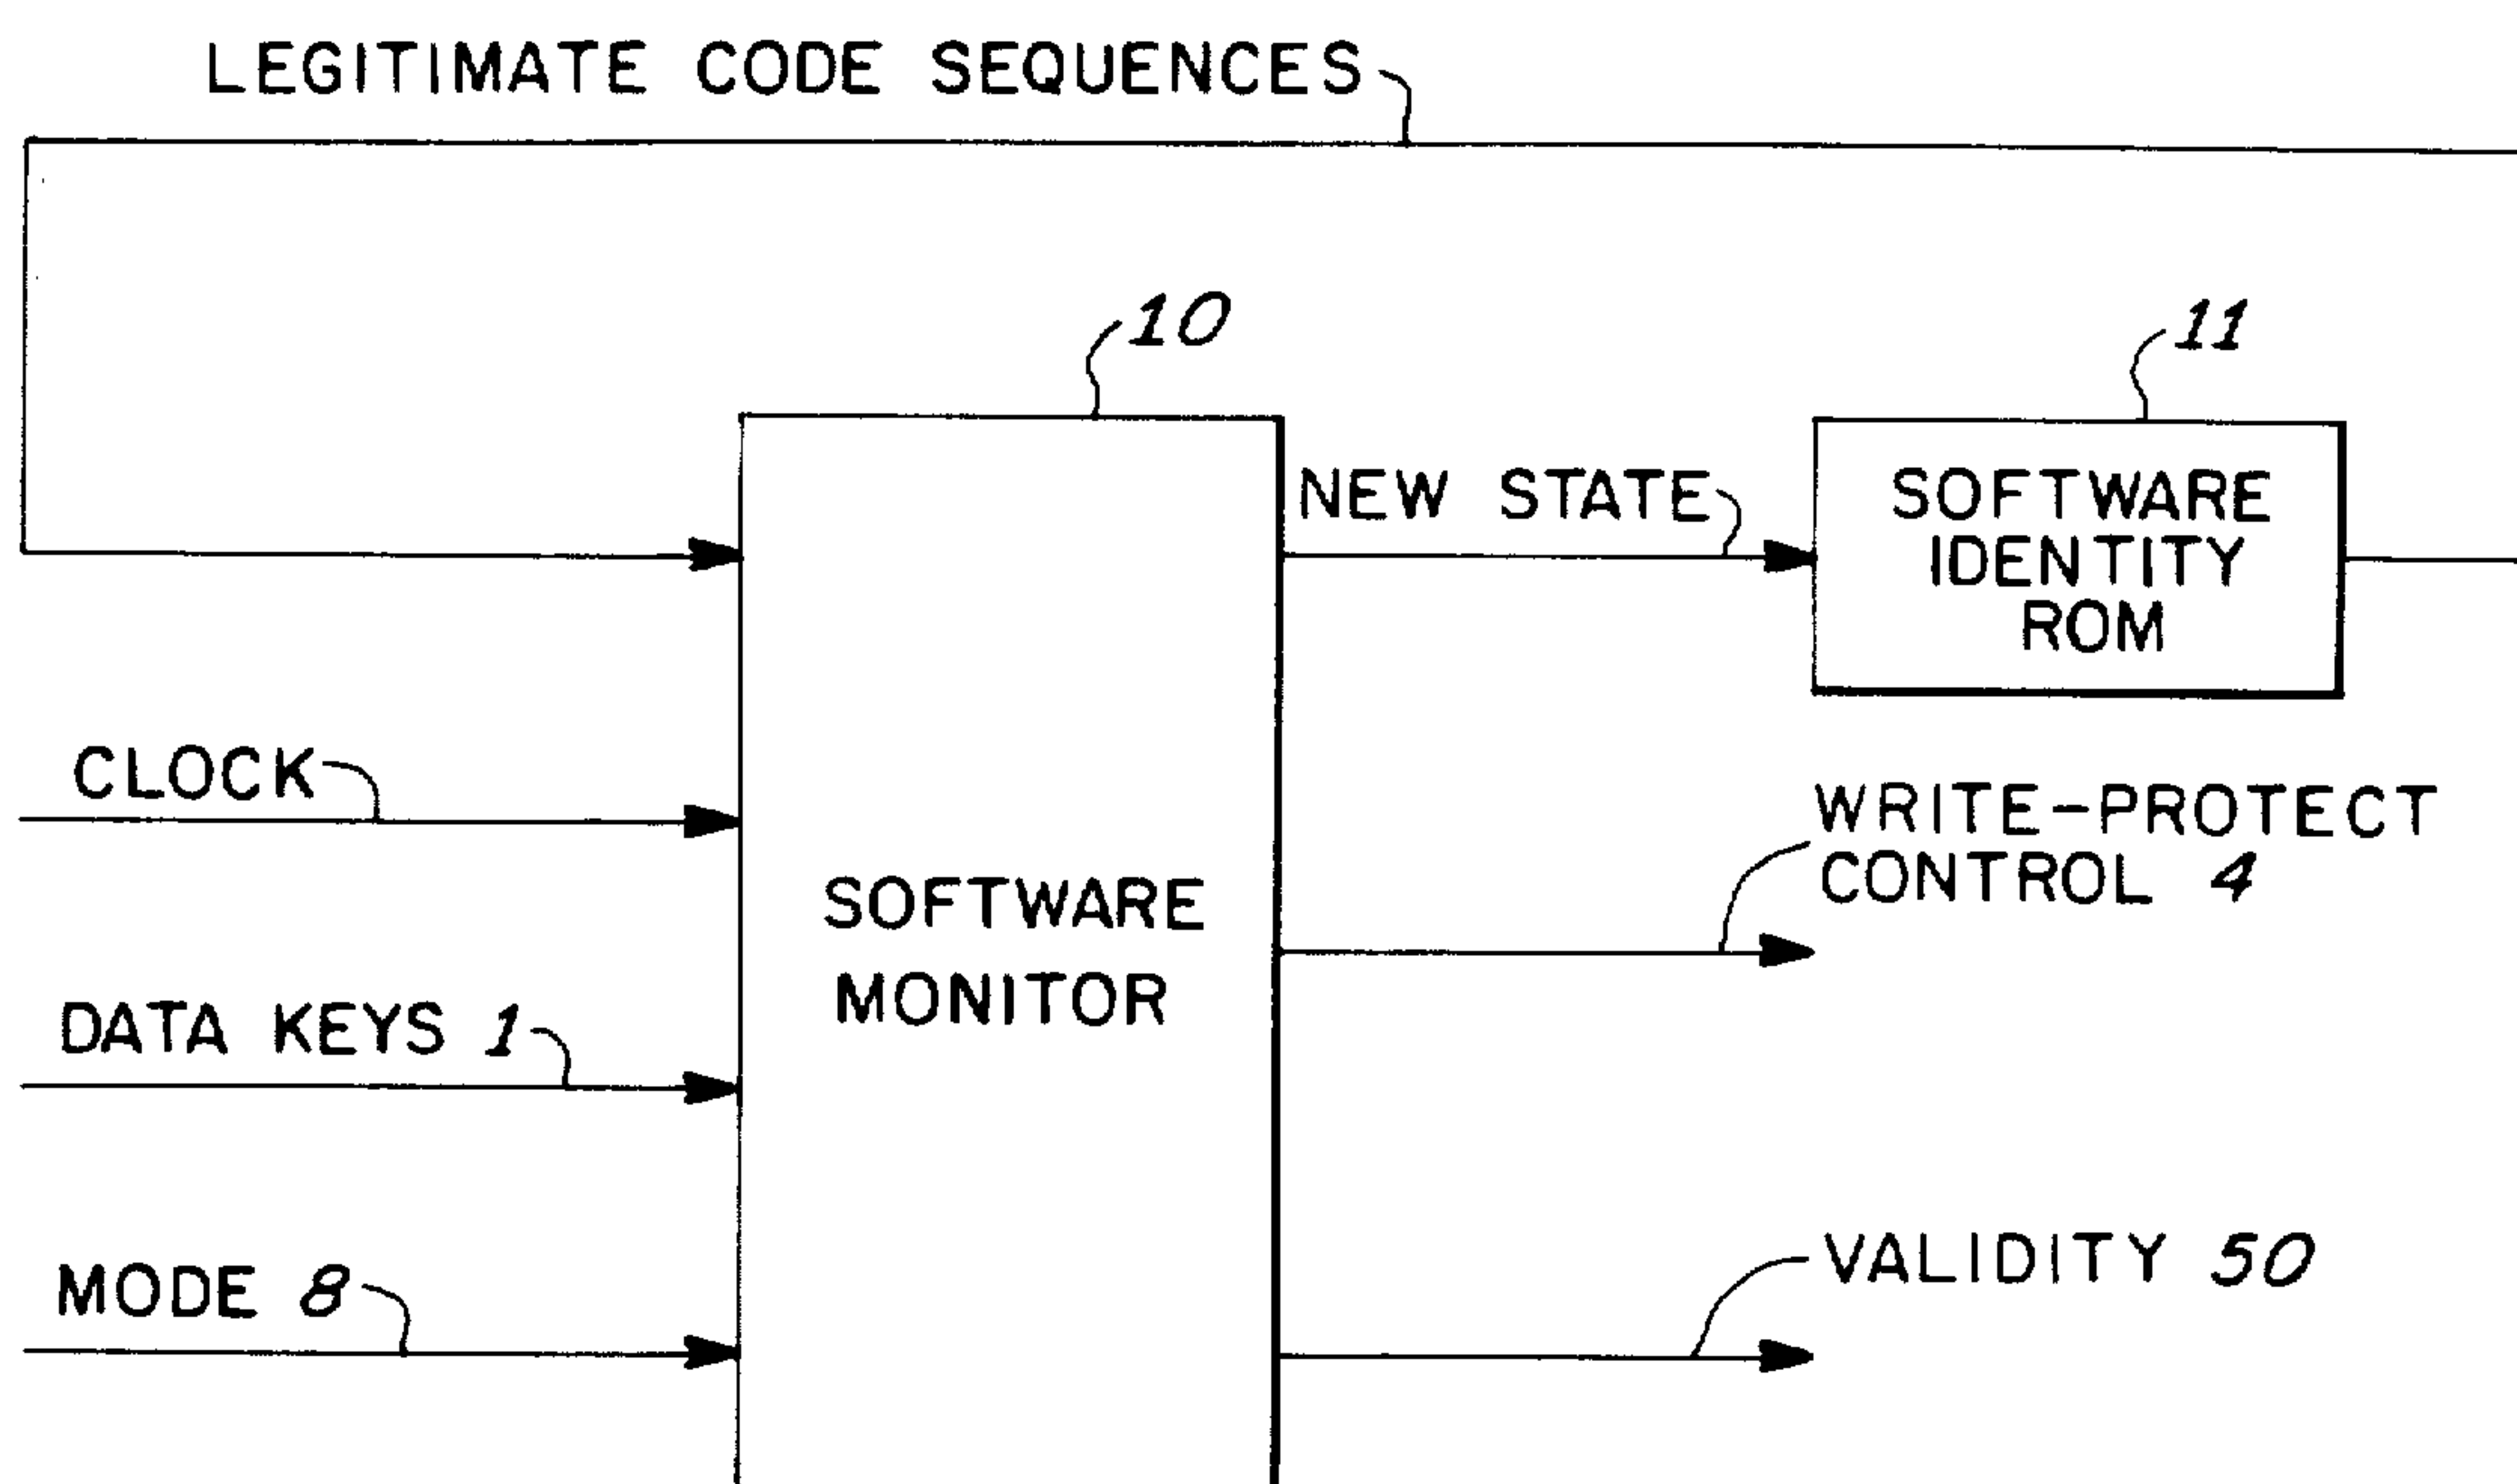 LEGITIMATE CODE SEQUENCES
10
11
NEW STATE
SOFTWARE
IDENTITY
ROM
CLOCK
WRITE-PROTECT
CONTROL 4
SOFTWARE
MONITOR
DATA KEYS 1
VALIDITY 50
MODE 8